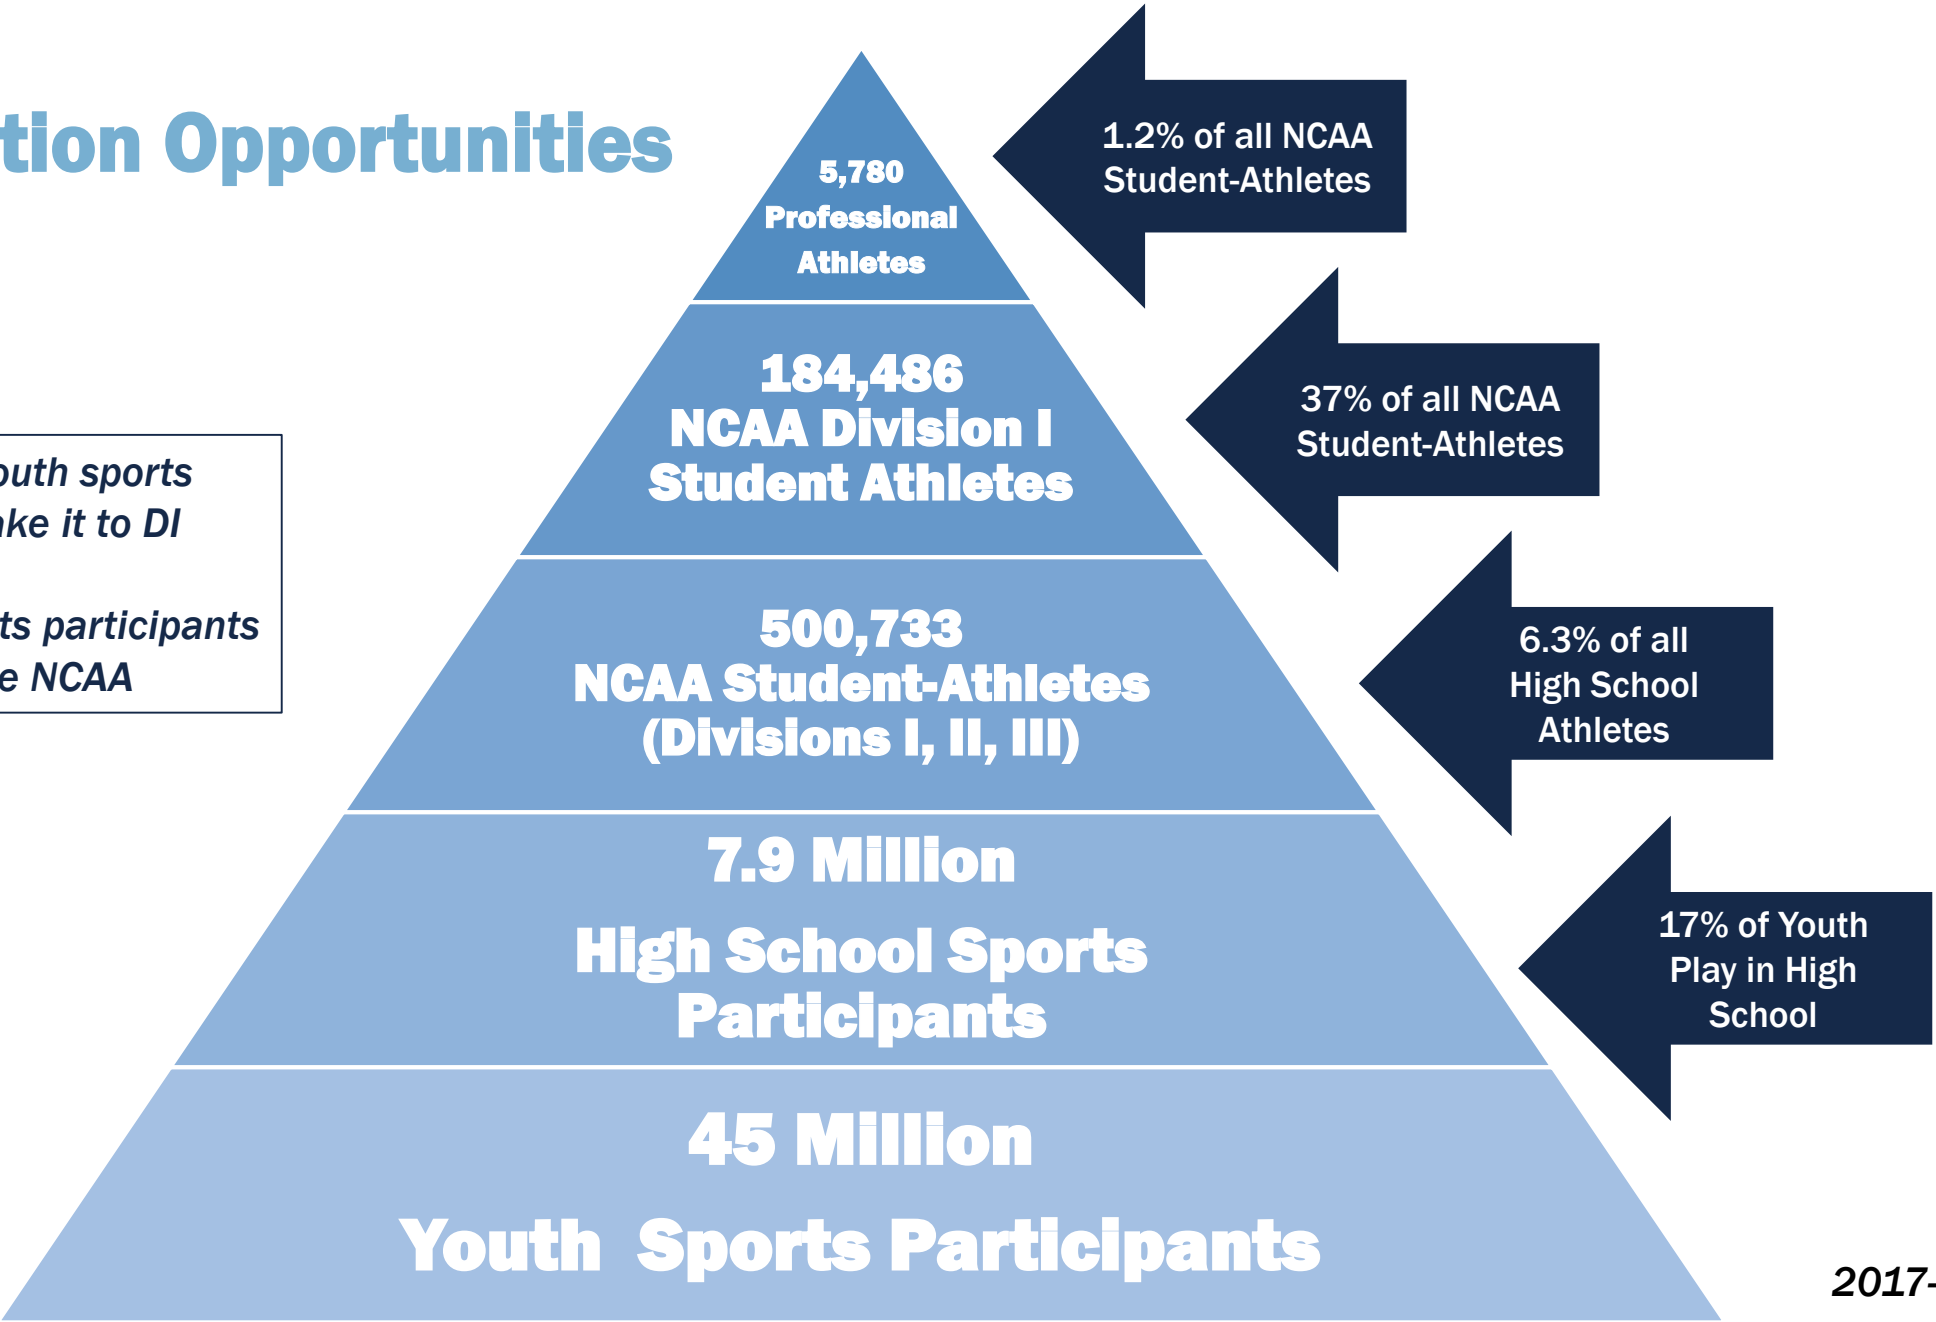 tion Opportunities
5,780
Professional
Athletes
1.2% of all NCAA
Student-Athletes
184,486
NCAA Division I
Student Athletes
37% of all NCAA
Student-Athletes
outh sports
ake it to DI
ts participants
e NCAA
500,733
NCAA Student-Athletes
(Divisions I, II, III)
6.3% of all
High School
Athletes
7.9 Million
High School Sports
Participants
17% of Youth
Play in High
School
45 Million
Youth Sports Participants
2017-